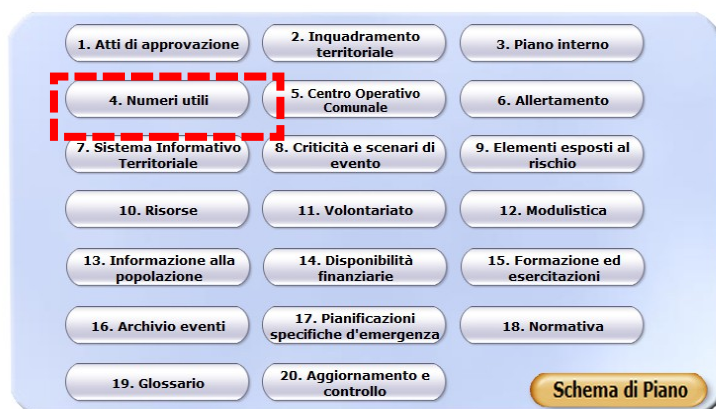 1. Atti di approvazione
2. Inquadramento
territoriale
3. Piano interno
4. Numeri utili
5. Centro Operativo
Comunale
6. Allertamento
7. Sistema Informativo
Territoriale
8. Criticità e scenari di
evento
9. Elementi esposti al
rischio
10. Risorse
11. Volontariato
12. Modulistica
13. Informazione alla
popolazione
14. Disponibilità
finanziarie
15. Formazione ed
esercitazioni
16. Archivio eventi
17. Pianificazioni
specifiche d'emergenza
18. Normativa
19. Glossario
20. Aggiornamento e
controllo
Schema di Piano